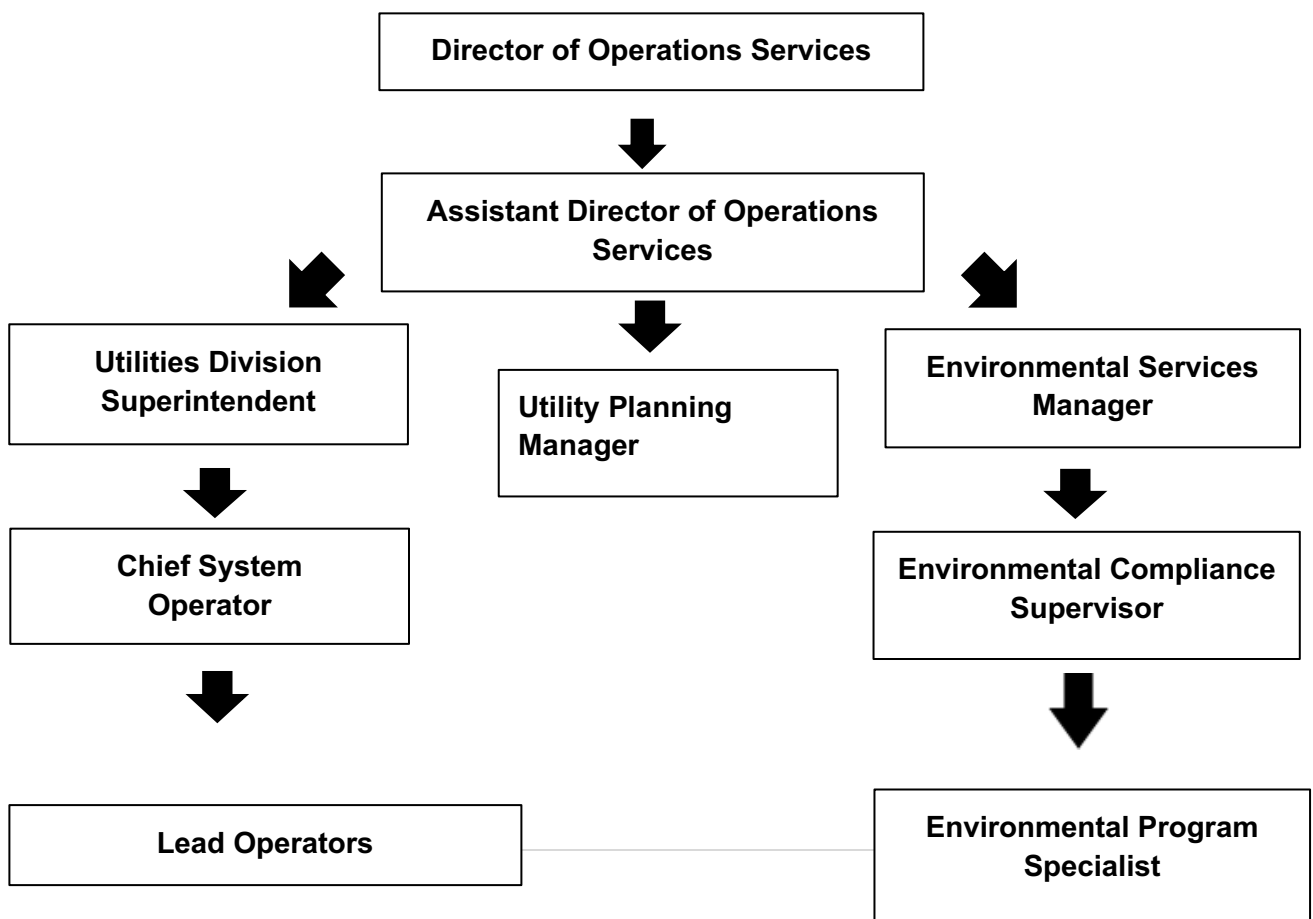 Director of Operations Services
Assistant Director of Operations
Services
Utilities Division
Superintendent
Utility Planning
Manager
Environmental Services
Manager
Chief System
Operator
Environmental Compliance
Supervisor
Lead Operators
Environmental Program
Specialist